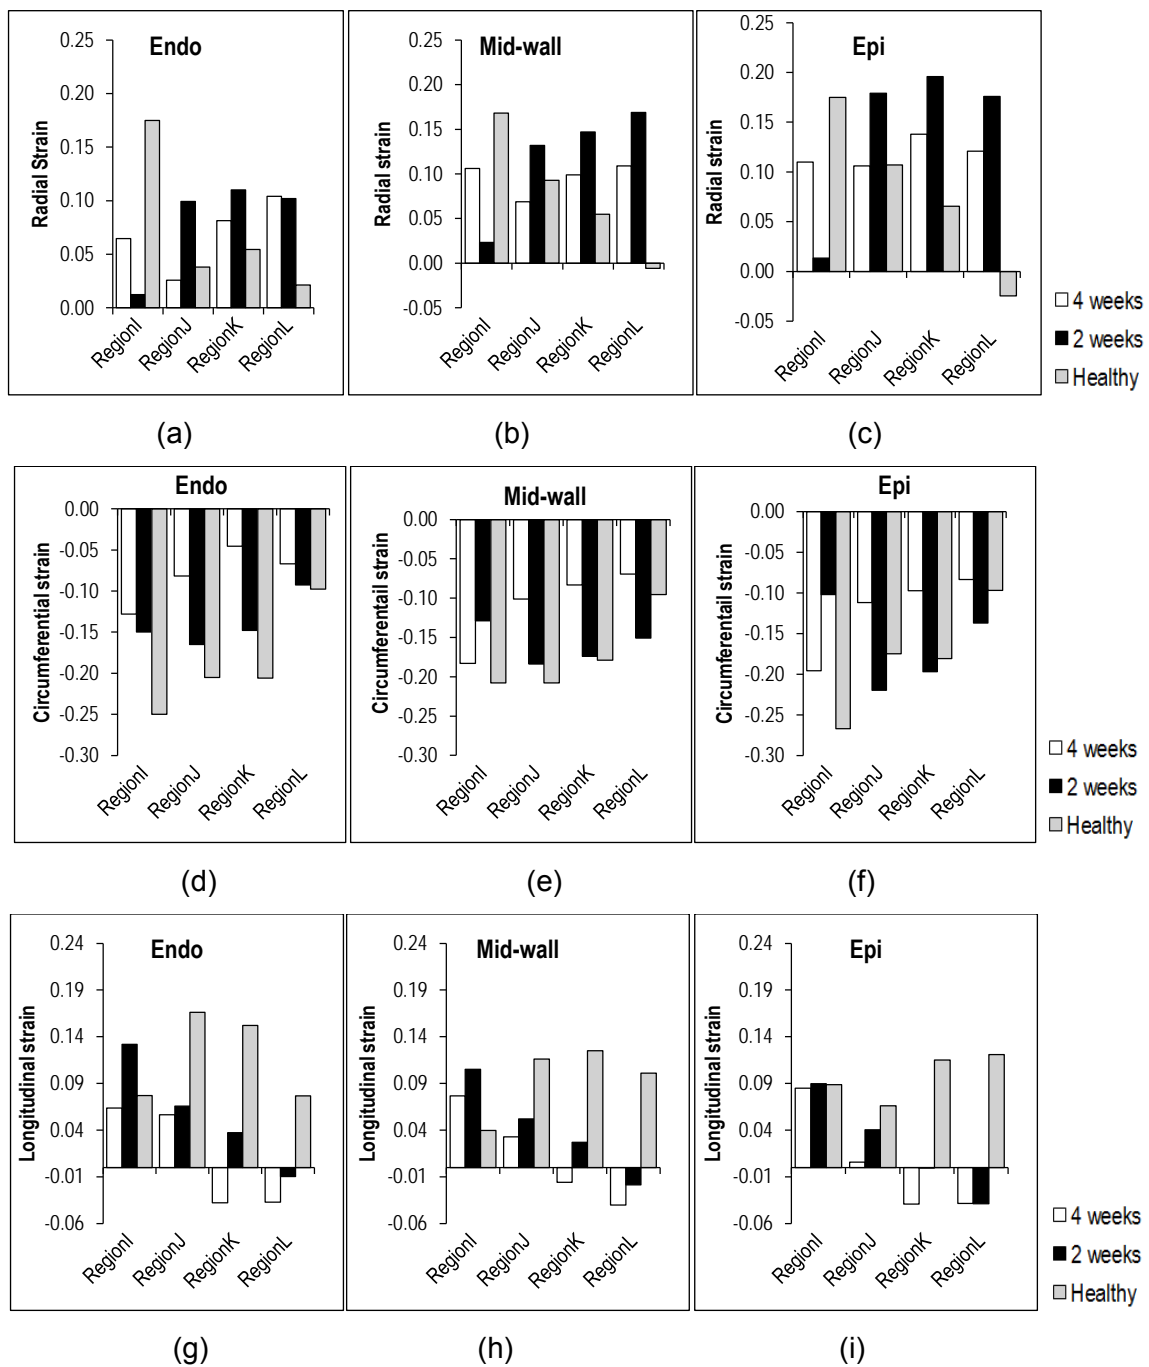 Endo
Radial Strain
0.25
0.20
0.15
0.10
0.05
0.00
RegionI
RegionJ
RegionK
RegionL
Mid-wall
Radial strain
0.25
0.20
0.15
0.10
0.05
0.00
-0.05
RegionI
RegionJ
RegionK
RegionL
Epi
Radial strain
0.25
0.20
0.15
0.10
0.05
0.00
-0.05
RegionI
RegionJ
RegionK
RegionL
4 weeks
2 weeks
Healthy
(a)
(b)
(c)
Endo
Circumferential strain
0.00
-0.05
-0.10
-0.15
-0.20
-0.25
-0.30
RegionI
RegionJ
RegionK
RegionL
Mid-wall
Circumferentail strain
0.00
-0.05
-0.10
-0.15
-0.20
-0.25
-0.30
RegionI
RegionJ
RegionK
RegionL
Epi
Circumferential strain
0.00
-0.05
-0.10
-0.15
-0.20
-0.25
-0.30
RegionI
RegionJ
RegionK
RegionL
4 weeks
2 weeks
Healthy
(d)
(e)
(f)
Endo
Longitudinal strain
0.24
0.19
0.14
0.09
0.04
-0.01
-0.06
RegionI
RegionJ
RegionK
RegionL
Mid-wall
Longitudinal strain
0.24
0.19
0.14
0.09
0.04
-0.01
-0.06
RegionI
RegionJ
RegionK
RegionL
Epi
Longitudinal strain
0.24
0.19
0.14
0.09
0.04
-0.01
-0.06
RegionI
RegionJ
RegionK
RegionL
4 weeks
2 weeks
Healthy
(g)
(h)
(i)